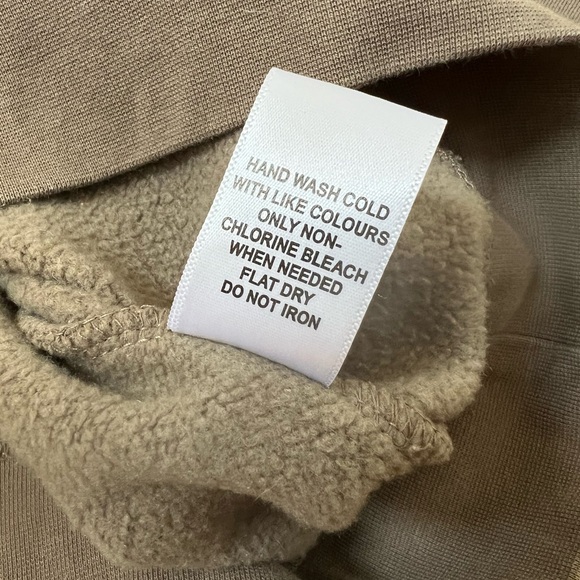 HAND WASH COLD
WITH LIKE COLOURS
ONLY NON-
CHLORINE BLEACH
WHEN NEEDED
FLAT DRY
DO NOT IRON